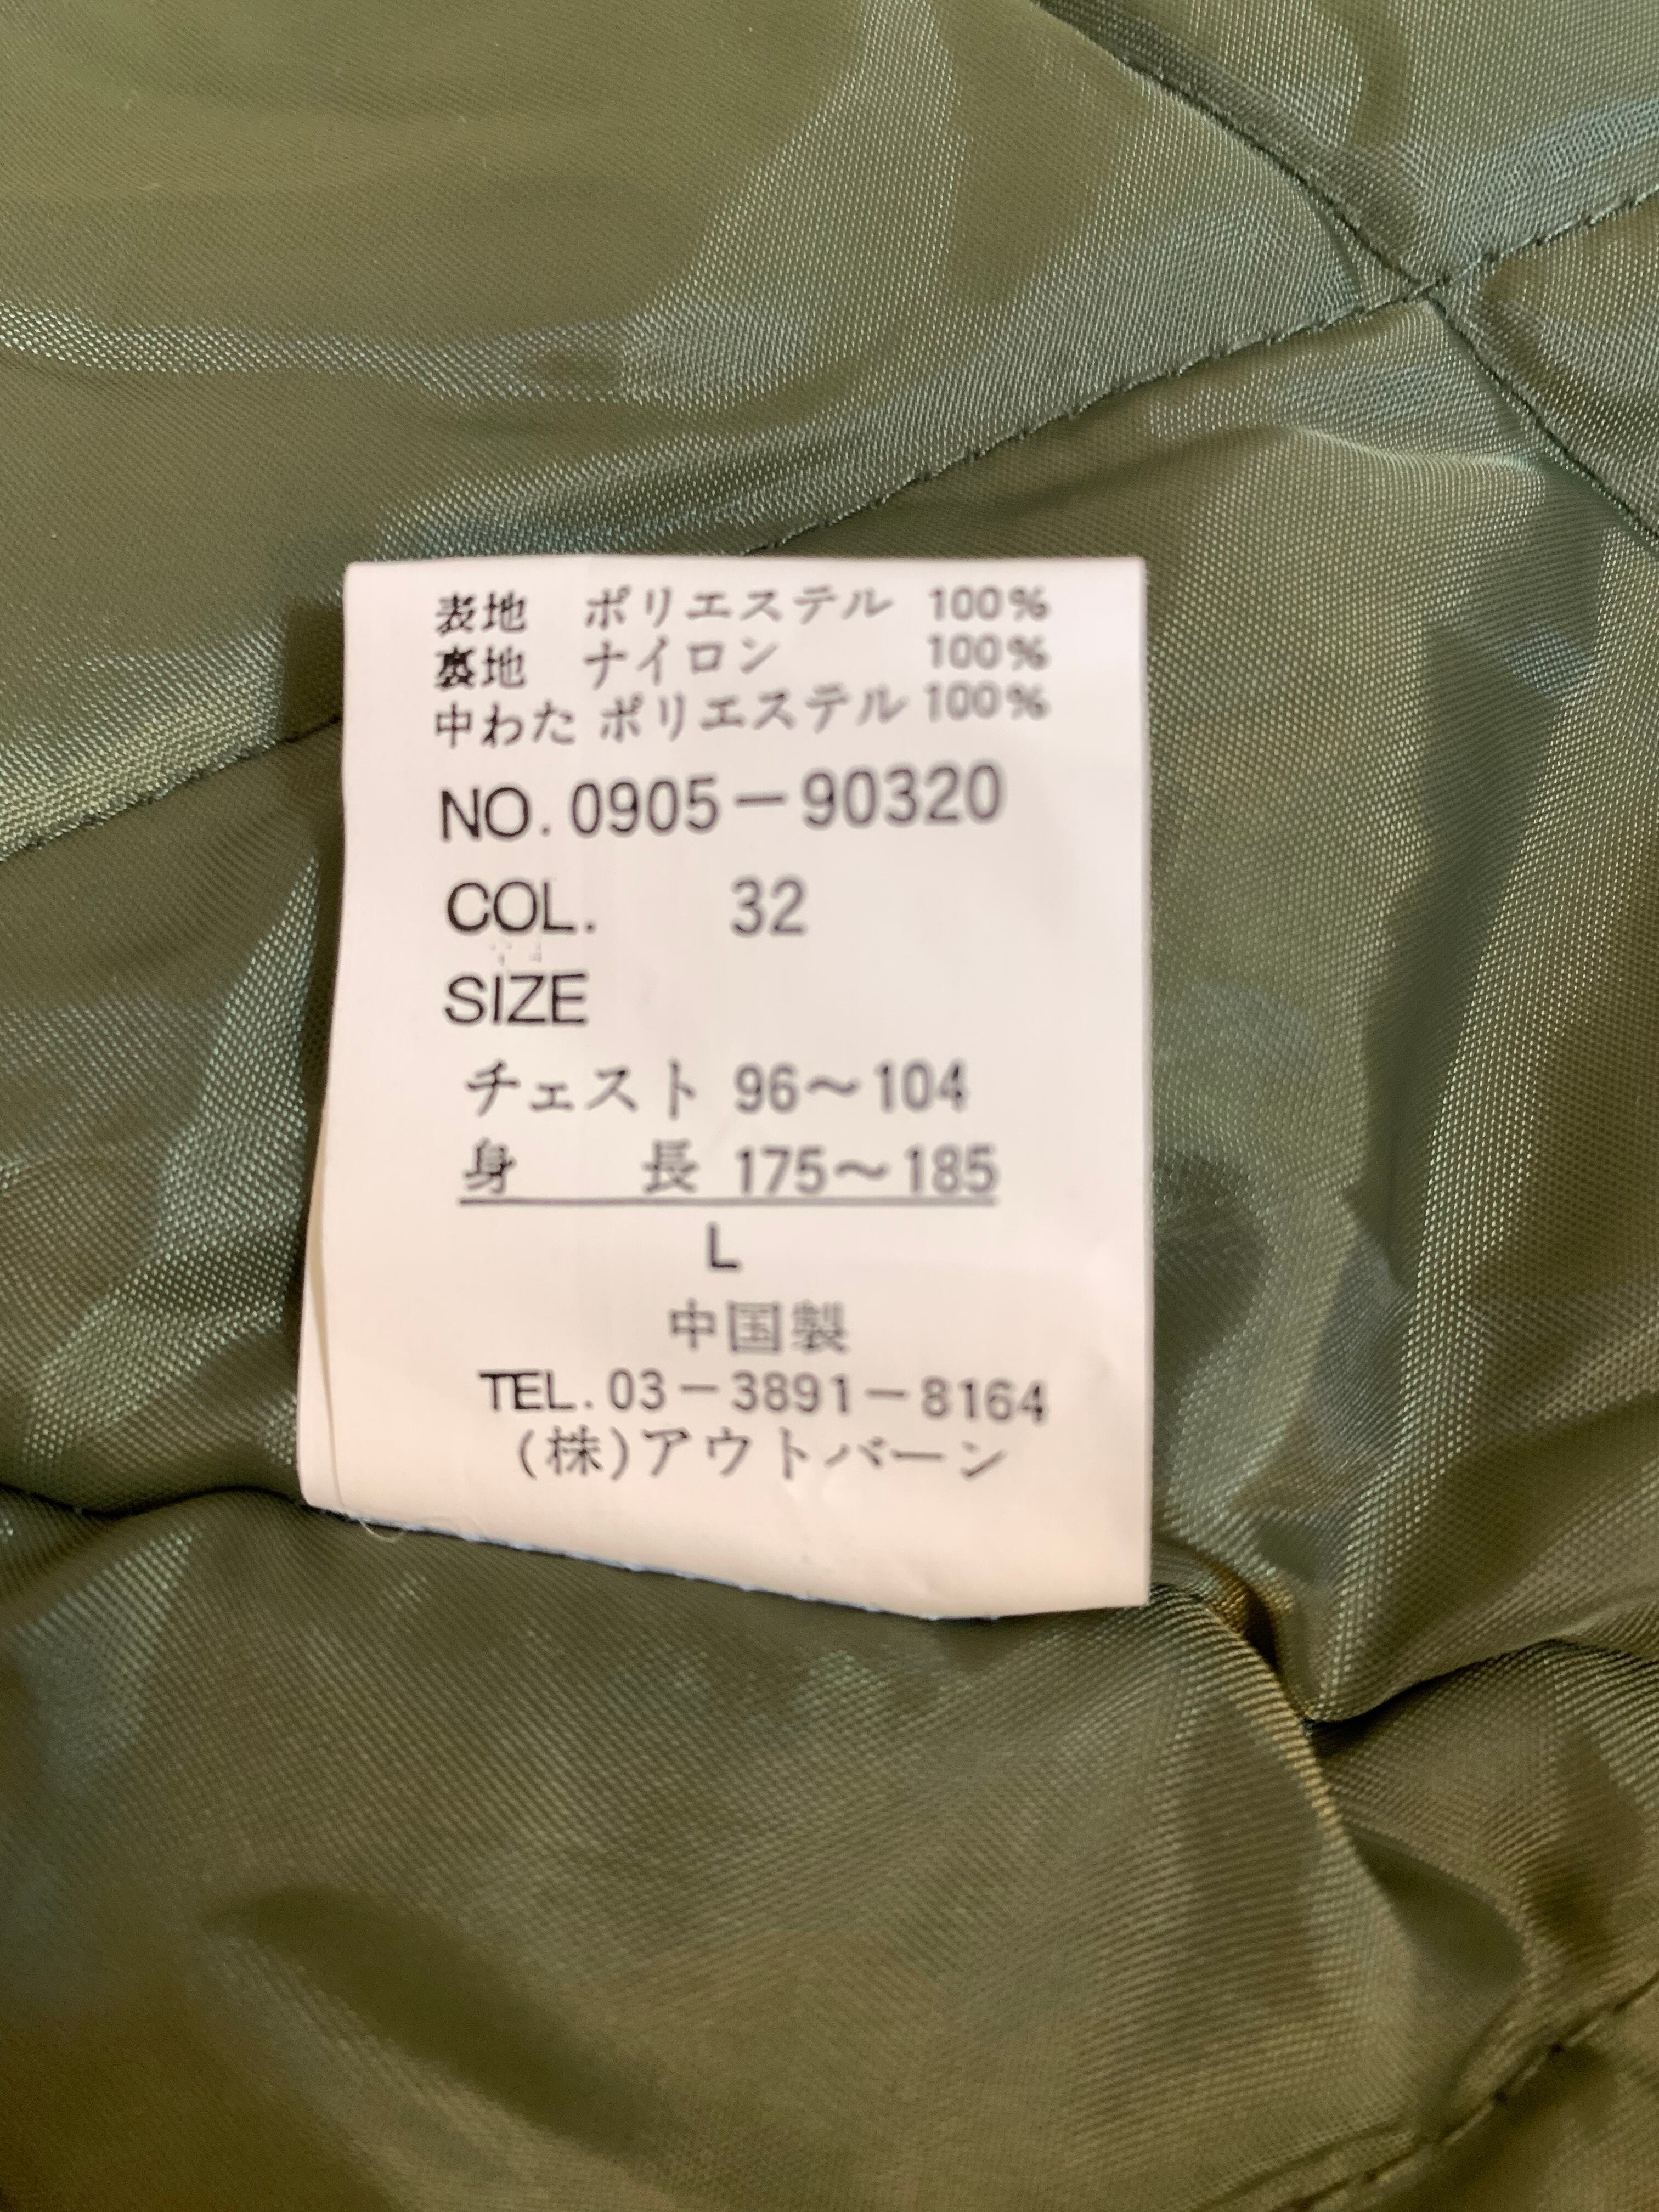 表地 ポリエステル 100%
裏地 ナイロン 100%
中わた ポリエステル 100%
NO. 0905-90320
COL. 32
SIZE
チェスト 96～104
身 長 175～185
L
中国製
TEL. 03-3891-8164
(株)アウトバーン